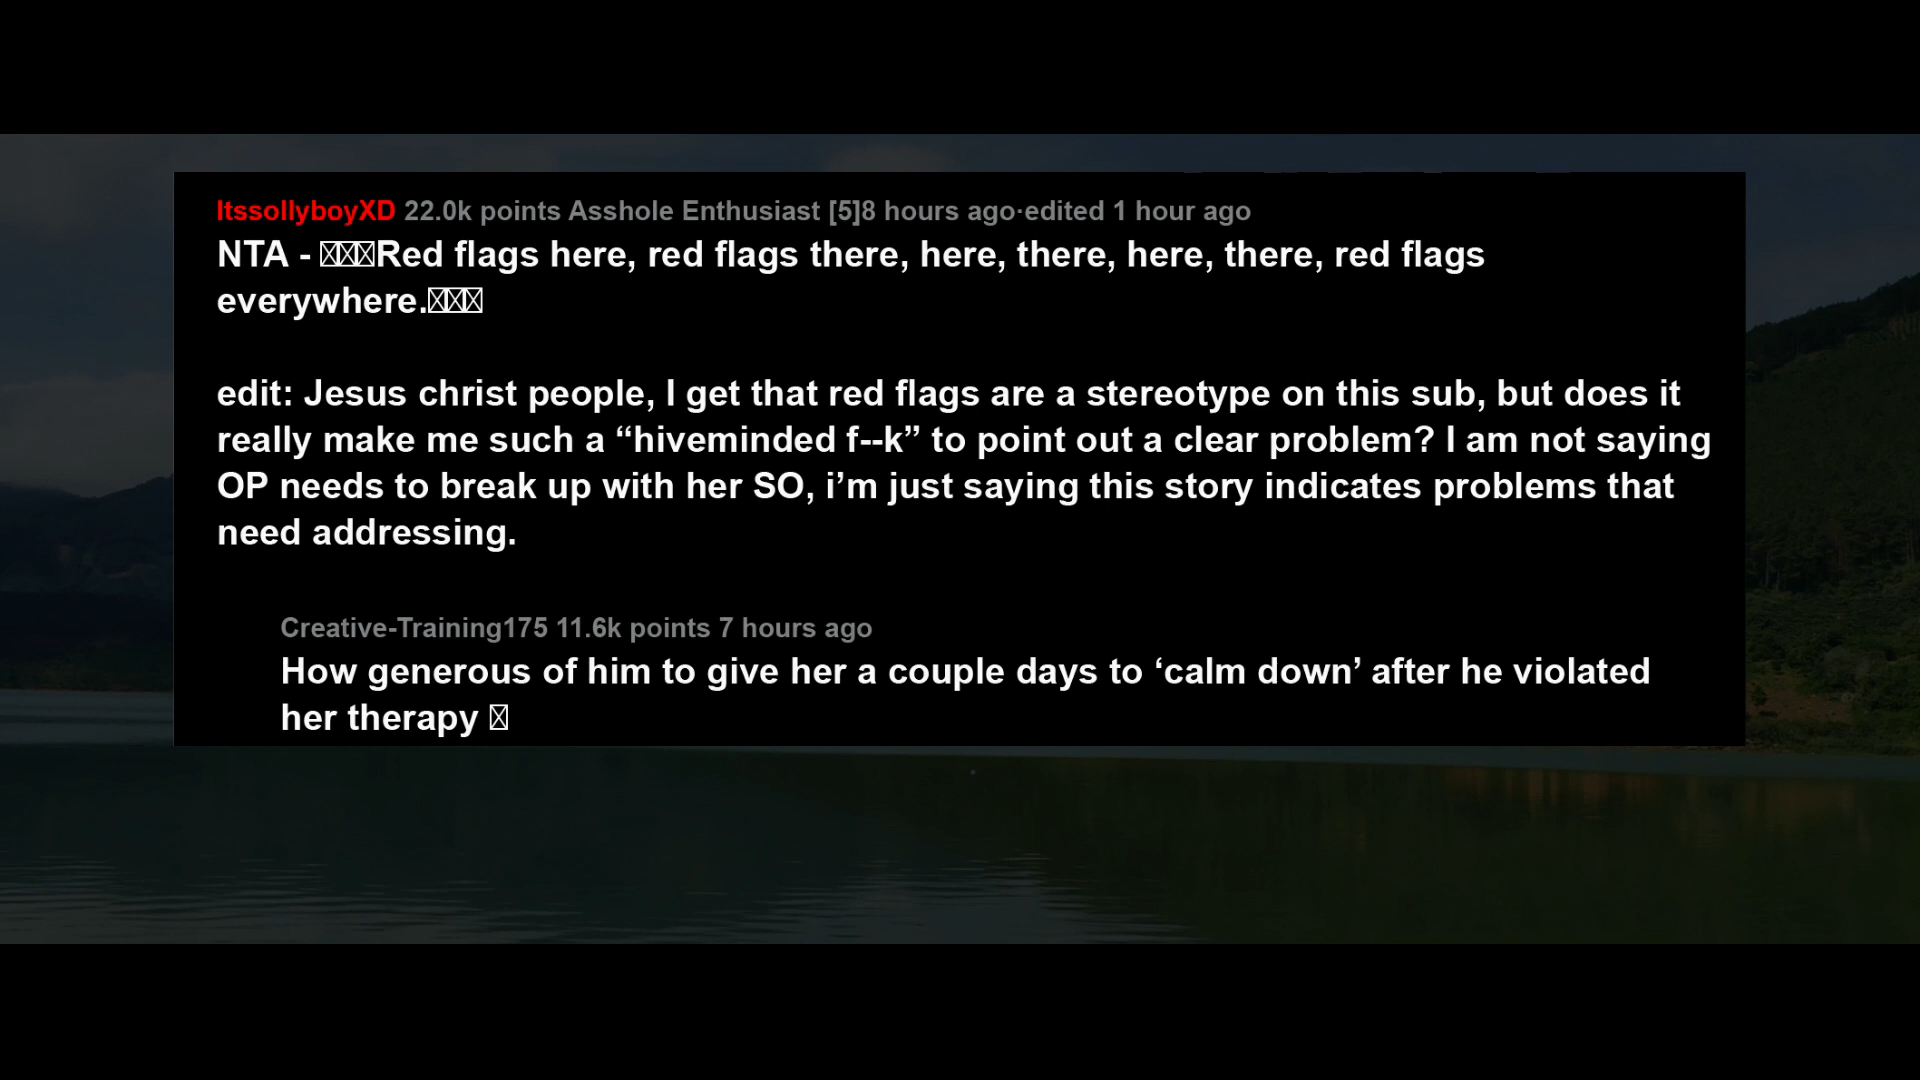 ItssollyboyXD 22.0k points Asshole Enthusiast [5]8 hours ago·edited 1 hour ago
NTA - Red flags here, red flags there, here, there, here, there, red flags
everywhere.
edit: Jesus christ people, I get that red flags are a stereotype on this sub, but does it
really make me such a “hiveminded f--k” to point out a clear problem? I am not saying
OP needs to break up with her SO, i’m just saying this story indicates problems that
need addressing.
Creative-Training175 11.6k points 7 hours ago
How generous of him to give her a couple days to ‘calm down’ after he violated
her therapy